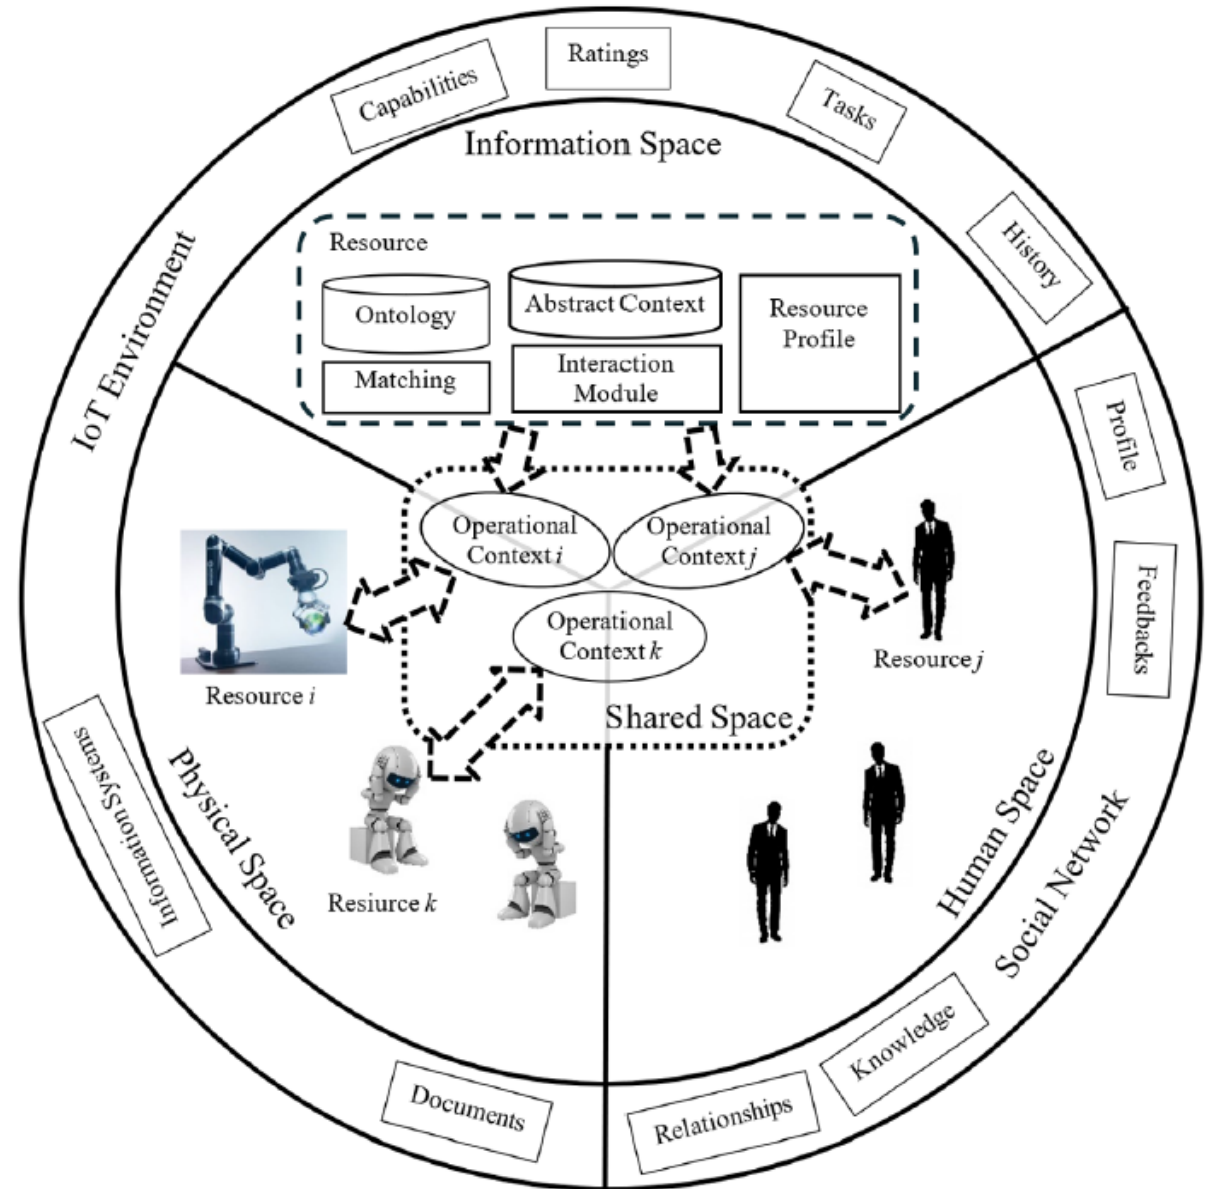 Ratings
Capabilities
Tasks
Information Space
History
Resource
Ontology
Abstract Context
Resource
Profile
Matching
Interaction
Module
IoT Environment
Profile
Operational
Context i
Operational
Context j
Operational
Context k
Feedbacks
Resource i
Resource j
Shared Space
Information Systems
Physical Space
Human Space
Social Network
Resiurce k
Knowledge
Documents
Relationships